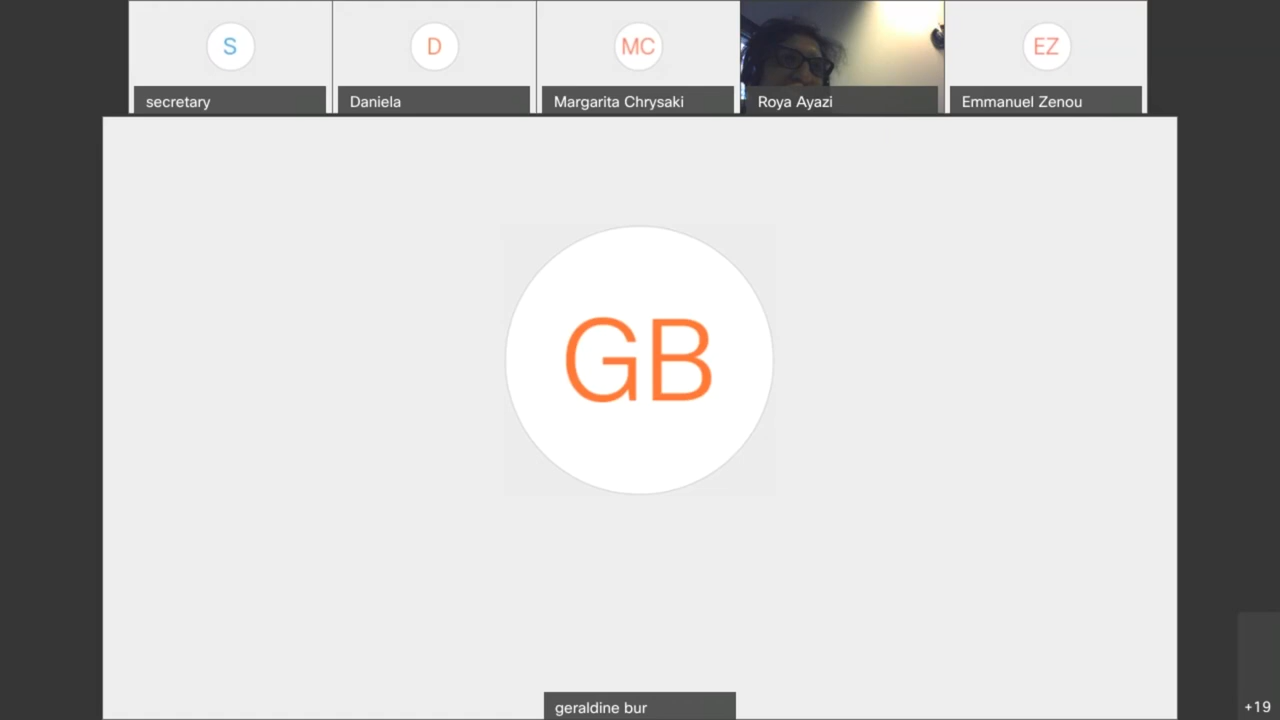 S
D
MC
EZ
secretary
Daniela
Margarita Chrysaki
Roya Ayazi
Emmanuel Zenou
GB
geraldine bur
+19